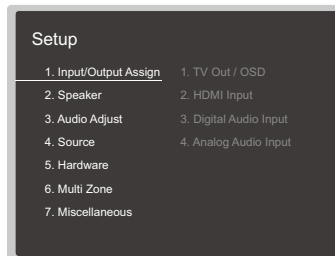 Setup
1. Input/Output Assign
2. Speaker
3. Audio Adjust
4. Source
5. Hardware
6. Multi Zone
7. Miscellaneous
1. TV Out / OSD
2. HDMI Input
3. Digital Audio Input
4. Analog Audio Input